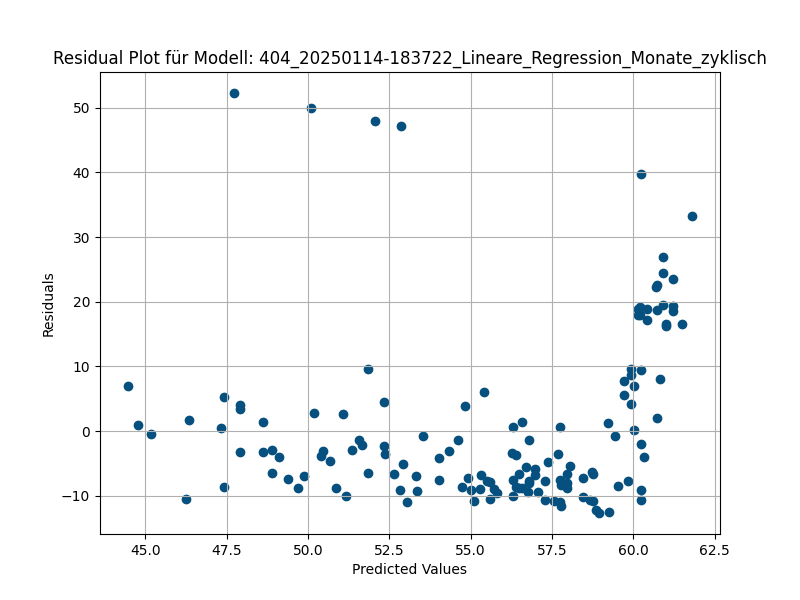 Residual Plot für Modell: 404_20250114-183722_Lineare_Regression_Monate_zyklisch
50
40
30
20
10
0
−10
Residuals
45.0 47.5 50.0 52.5 55.0 57.5 60.0 62.5
Predicted Values